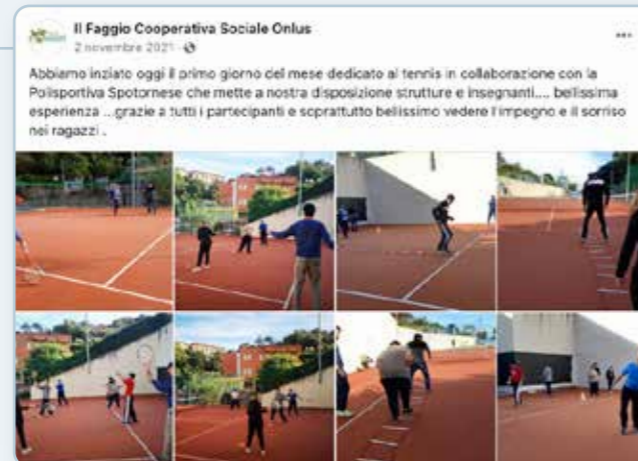 Il Faggio Cooperativa Sociale Onlus
2 novembre 2021
Abbiamo inziato oggi il primo giorno del mese dedicato al tennis in collaborazione con la
Polisportiva Spotornese che mette a nostra disposizione strutture e insegnanti.... bellissima
esperienza ...grazie a tutti i partecipanti e soprattutto bellissimo vedere l'impegno e il sorriso
nei ragazzi .